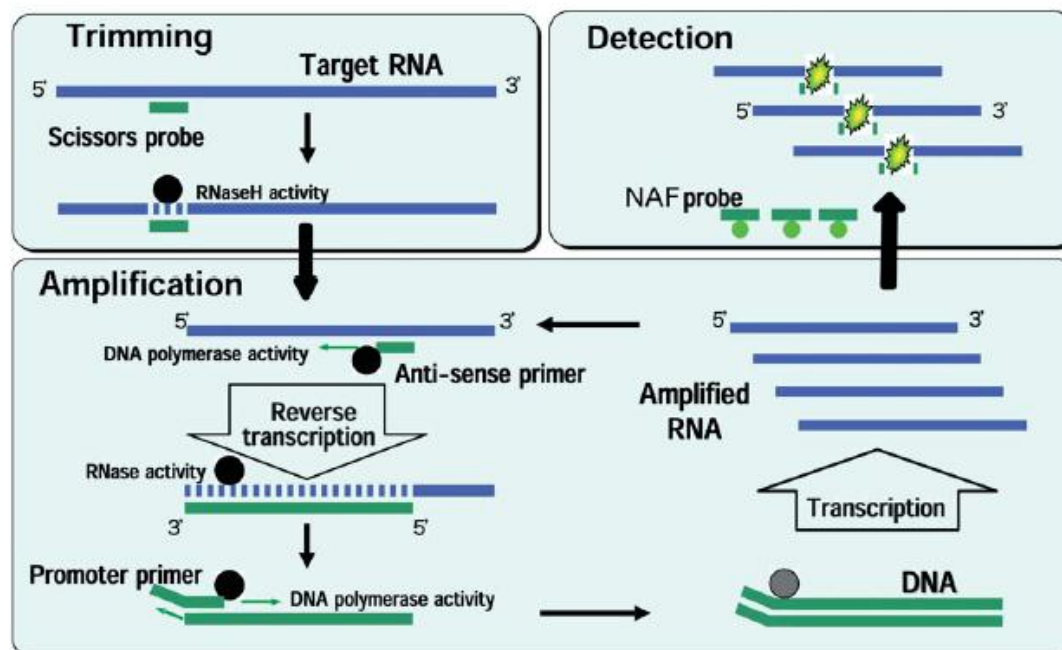 Trimming
Target RNA
5'
3'
Scissors probe
RNaseH activity
Detection
5'
3'
NAF probe
Amplification
5'
3'
DNA polymerase activity
Anti-sense primer
Reverse
transcription
RNase activity
3'
5'
Promoter primer
DNA polymerase activity
5'
3'
Amplified
RNA
Transcription
DNA